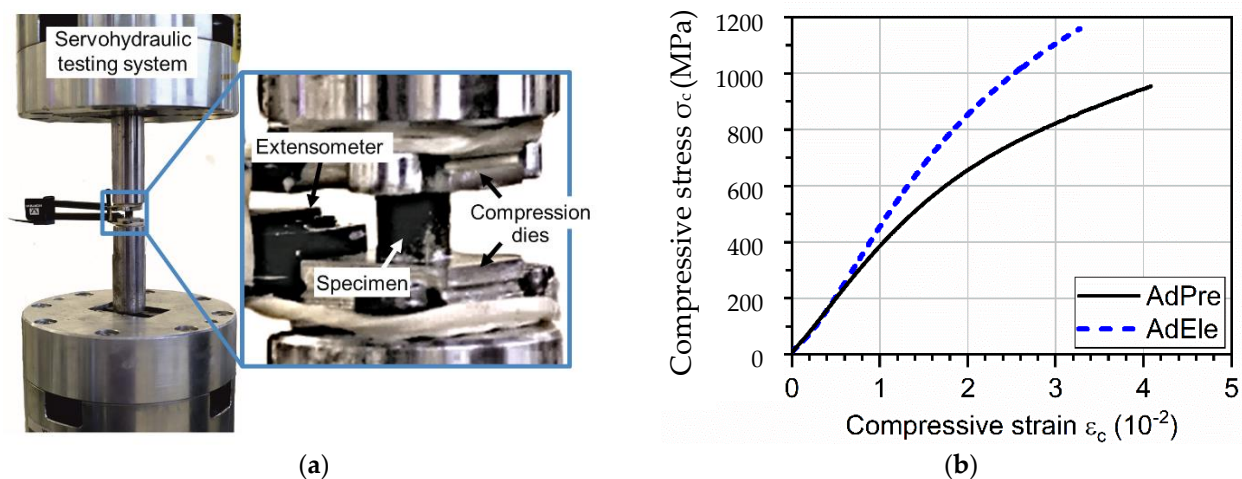 Servohydraulic
testing system
Extensometer
Compression
dies
Specimen
(a)
Compressive stress σc (MPa)
1200
1000
800
600
400
200
0
0 1 2 3 4 5
AdPre
AdEle
Compressive strain εc (10-2)
(b)